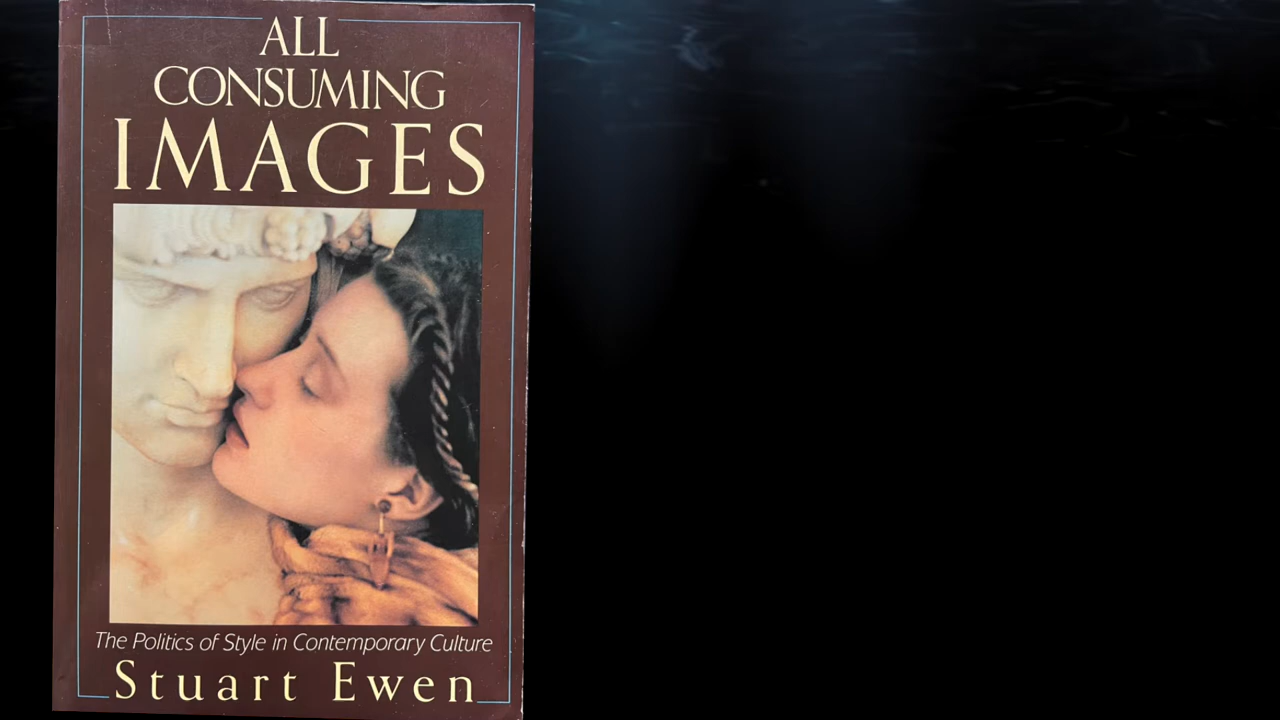 ALL
CONSUMING
IMAGES
The Politics of Style in Contemporary Culture
Stuart Ewen